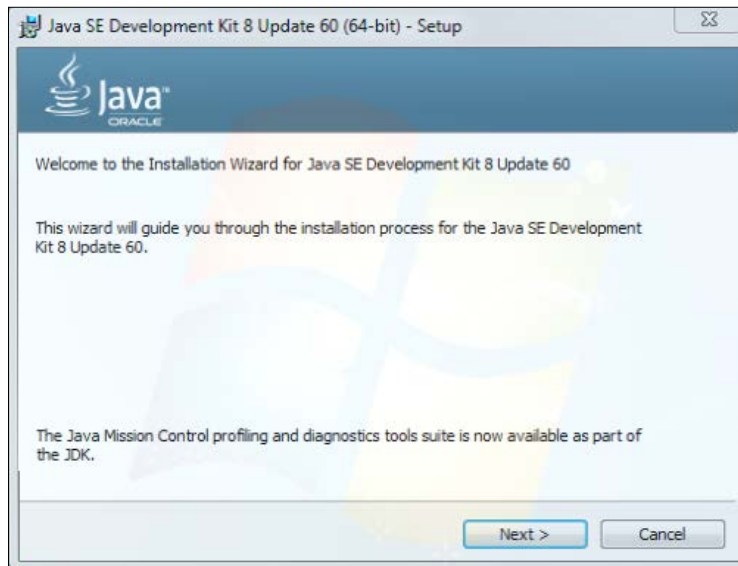 Java SE Development Kit 8 Update 60 (64-bit) - Setup
Java™
ORACLE
Welcome to the Installation Wizard for Java SE Development Kit 8 Update 60
This wizard will guide you through the installation process for the Java SE Development
Kit 8 Update 60.
The Java Mission Control profiling and diagnostics tools suite is now available as part of
the JDK.
Next >
Cancel